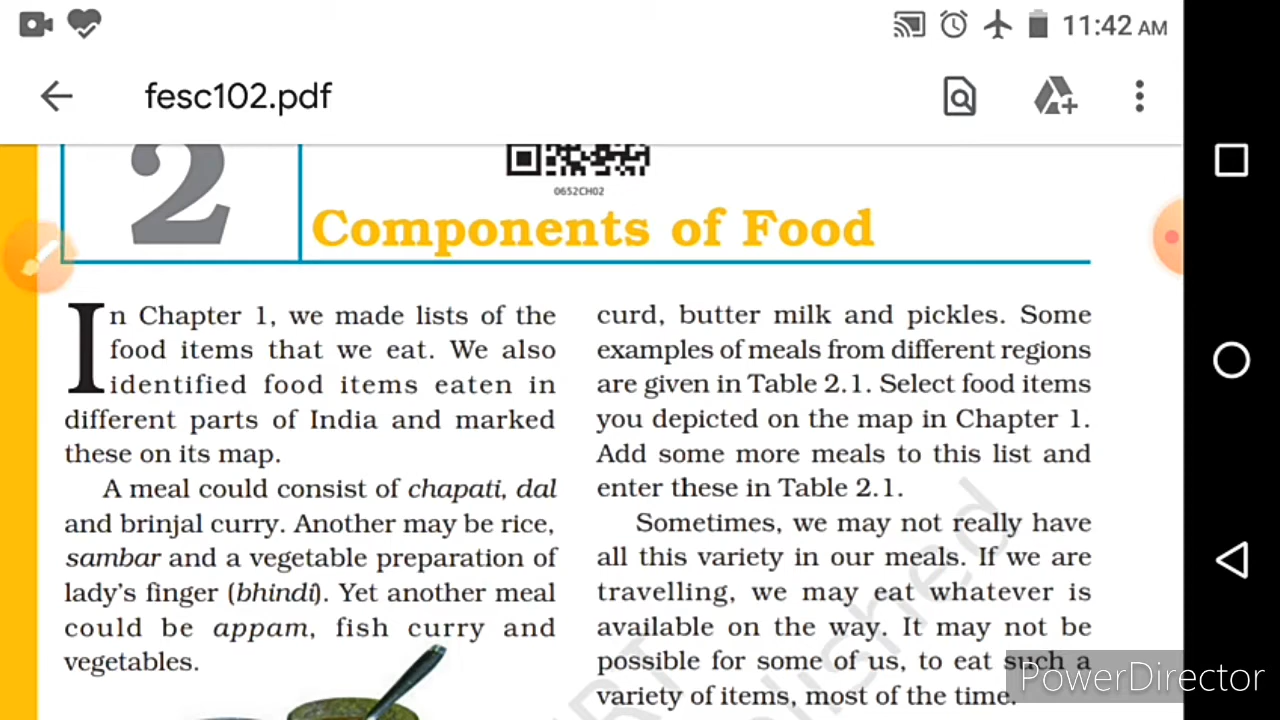 11:42 AM
fesc102.pdf
2
0652CH02
Components of Food
In Chapter 1, we made lists of the
food items that we eat. We also
identified food items eaten in
different parts of India and marked
these on its map.
A meal could consist of chapati, dal
and brinjal curry. Another may be rice,
sambar and a vegetable preparation of
lady's finger (bhindi). Yet another meal
could be appam, fish curry and
vegetables.
curd, butter milk and pickles. Some
examples of meals from different regions
are given in Table 2.1. Select food items
you depicted on the map in Chapter 1.
Add some more meals to this list and
enter these in Table 2.1.
Sometimes, we may not really have
all this variety in our meals. If we are
travelling, we may eat whatever is
available on the way. It may not be
possible for some of us, to eat such a
variety of items, most of the time.
PowerDirector